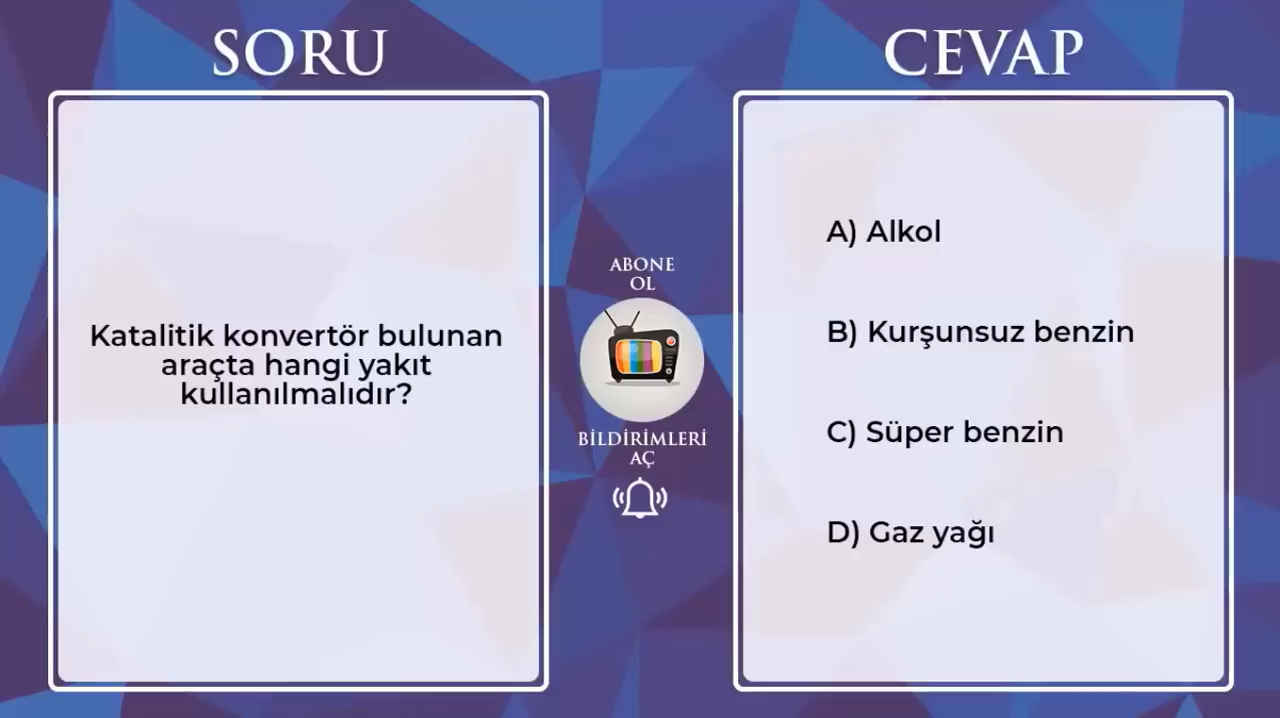 SORU
Katalitik konvertör bulunan
araçta hangi yakıt
kullanılmalıdır?
ABONE
OL
BİLDİRİMLERİ
AÇ
CEVAP
A) Alkol
B) Kurşunsuz benzin
C) Süper benzin
D) Gaz yağı